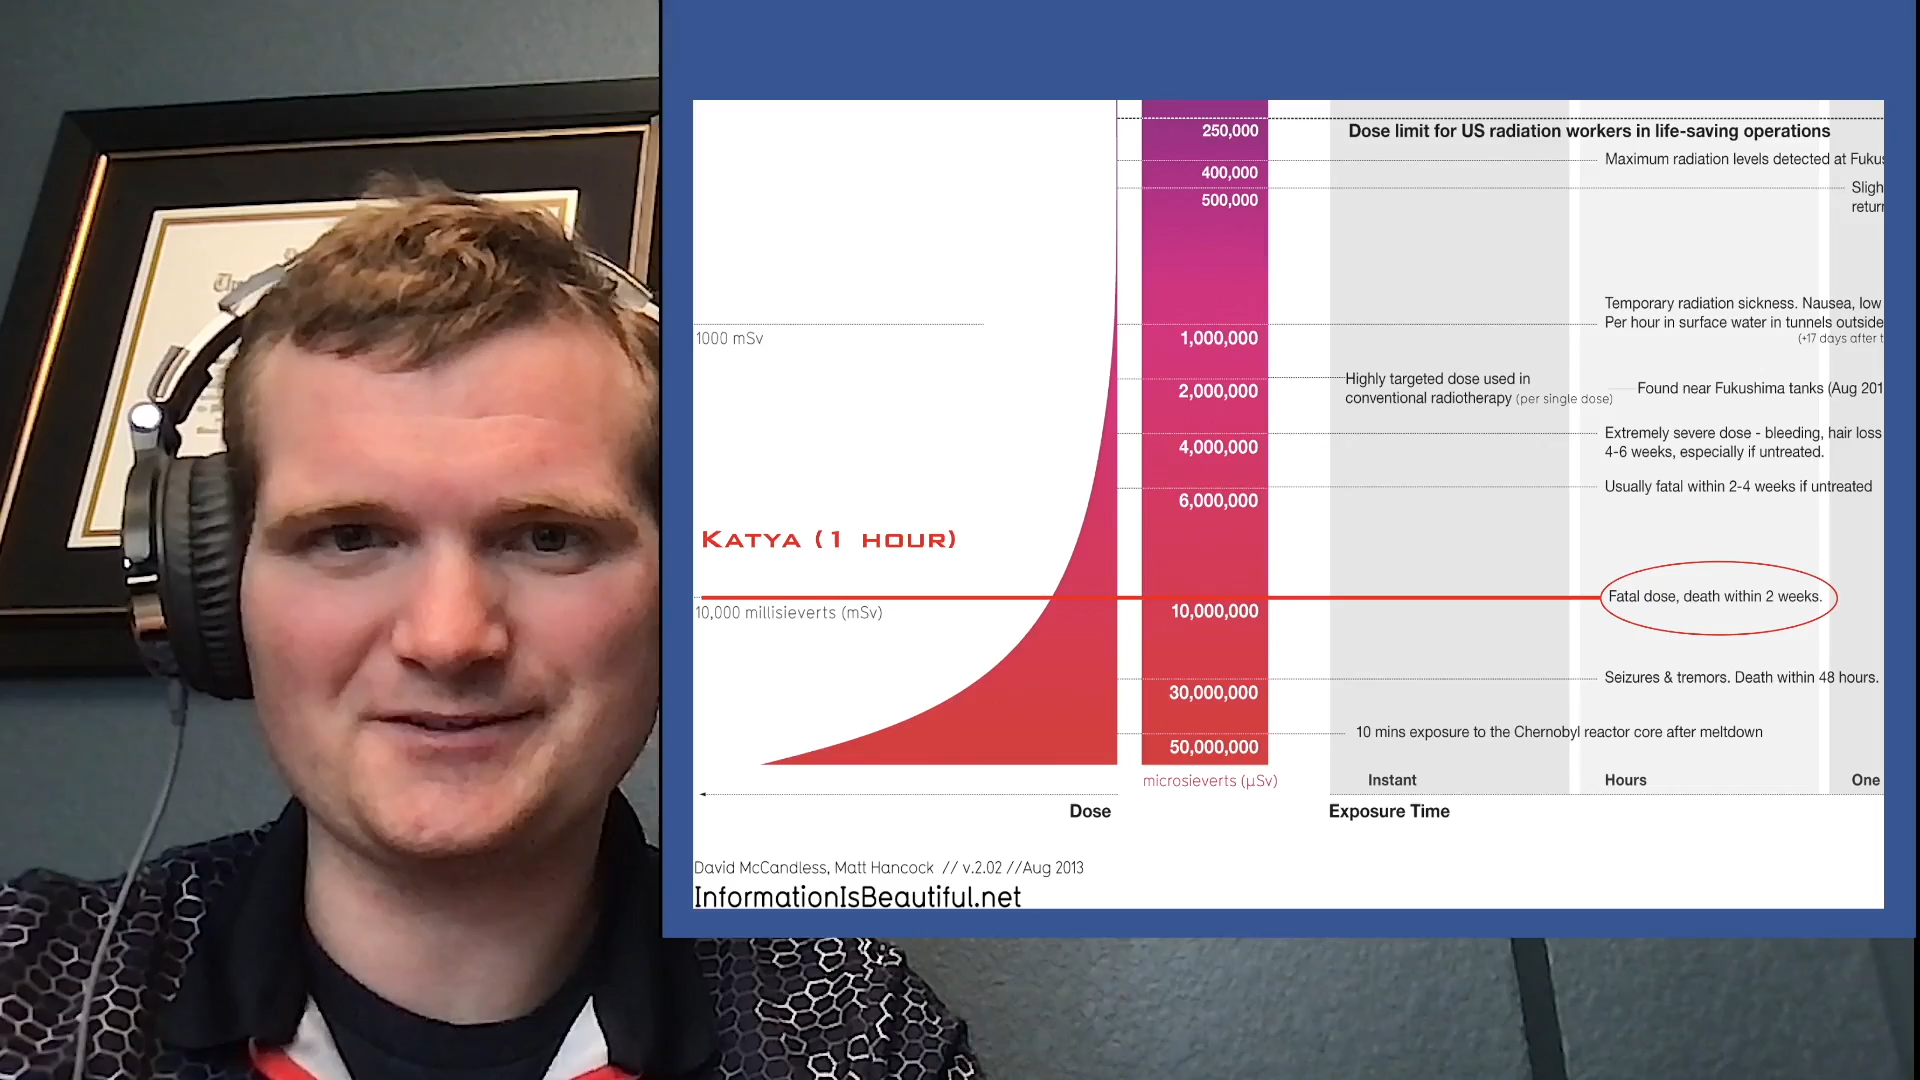 250,000
Dose limit for US radiation workers in life-saving operations
Maximum radiation levels detected at Fuku
400,000
500,000
Sligh
retur
Temporary radiation sickness. Nausea, low
1000 mSv
1,000,000
Per hour in surface water in tunnels outside
(+17 days after t
2,000,000
Highly targeted dose used in
conventional radiotherapy (per single dose)
Found near Fukushima tanks (Aug 201
4,000,000
Extremely severe dose - bleeding, hair loss
4-6 weeks, especially if untreated.
6,000,000
Usually fatal within 2-4 weeks if untreated
KATYA (1 HOUR)
10,000 millisieverts (mSv)
10,000,000
Fatal dose, death within 2 weeks.
30,000,000
Seizures & tremors. Death within 48 hours.
50,000,000
10 mins exposure to the Chernobyl reactor core after meltdown
microsieverts (µSv)
Instant
Hours
One
Dose
Exposure Time
David McCandless, Matt Hancock // v.2.02 //Aug 2013
InformationIsBeautiful.net